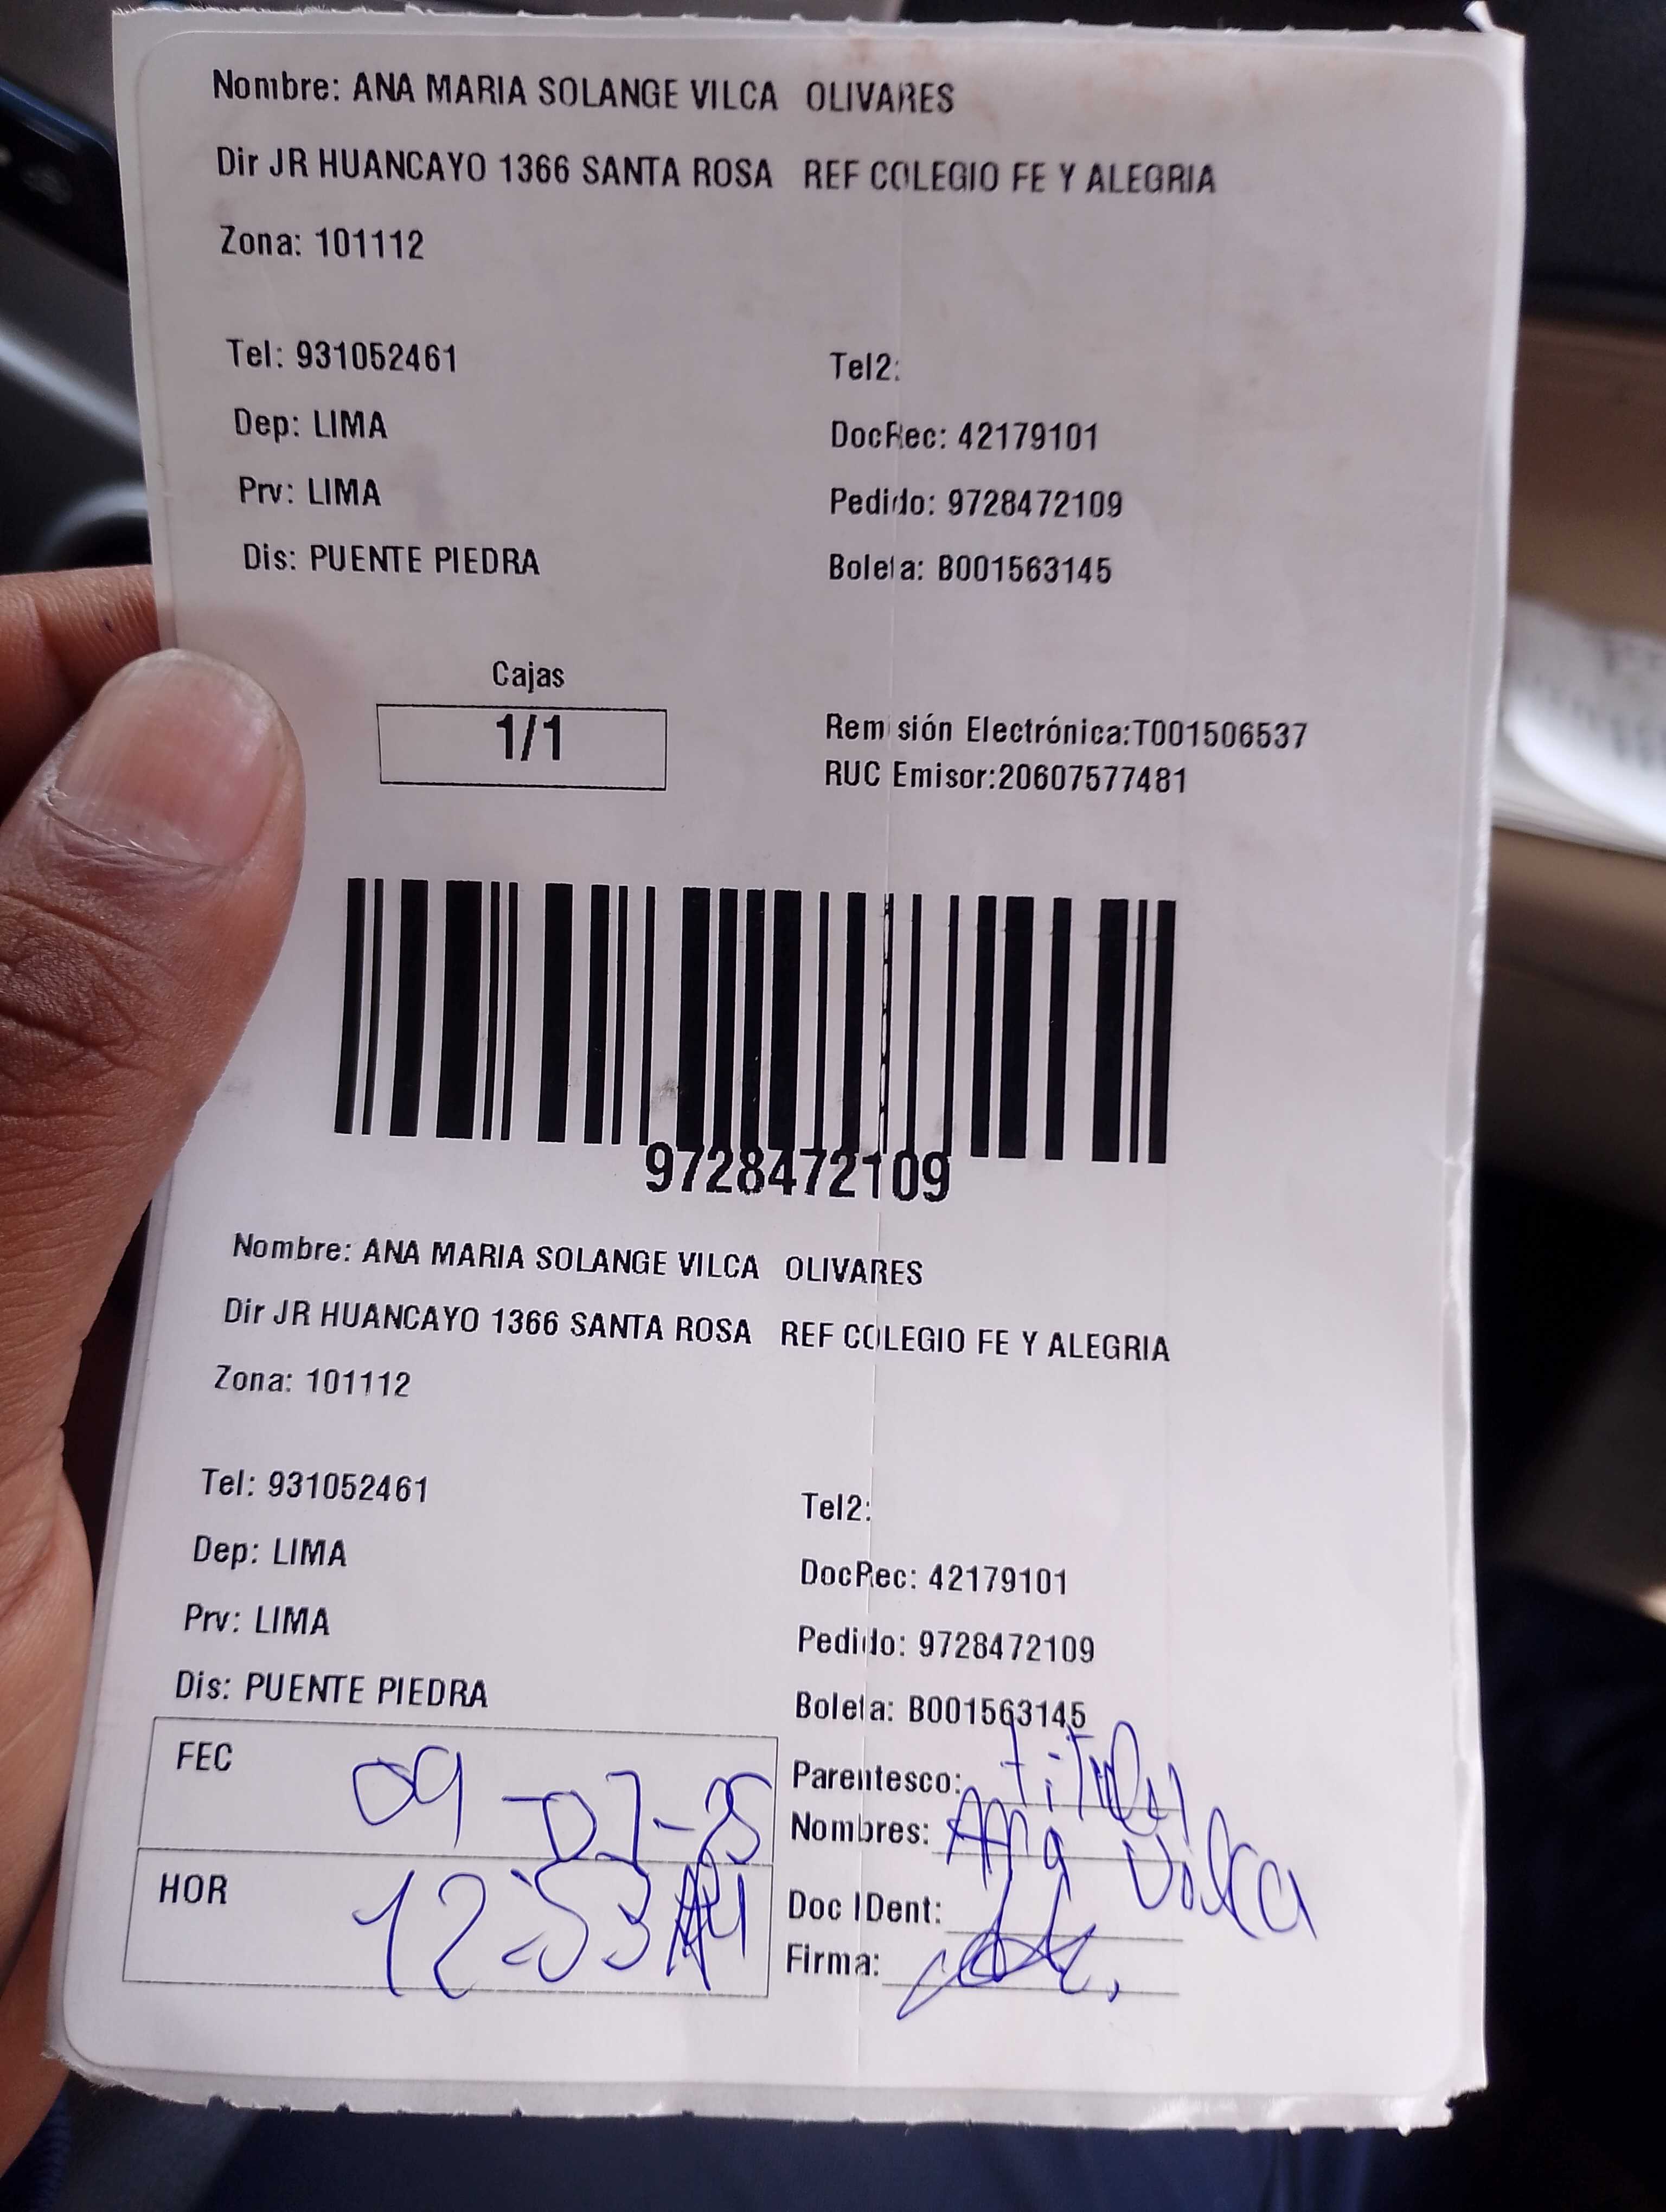 Nombre: ANA MARIA SOLANGE VILCA OLIVARES
Dir JR HUANCAYO 1366 SANTA ROSA REF COLEGIO FE Y ALEGRIA
Zona: 101112
Tel: 931052461 Tel2:
Dep: LIMA DocRec: 42179101
Prv: LIMA Pedido: 9728472109
Dis: PUENTE PIEDRA Boleta: B001563145
Cajas
1/1
Remisión Electrónica:T001506537
RUC Emisor:20607577481
9728472109
Nombre: ANA MARIA SOLANGE VILCA OLIVARES
Dir JR HUANCAYO 1366 SANTA ROSA REF COLEGIO FE Y ALEGRIA
Zona: 101112
Tel: 931052461 Tel2:
Dep: LIMA DocRec: 42179101
Prv: LIMA Pedido: 9728472109
Dis: PUENTE PIEDRA Boleta: B001563145
FEC 09-07-25 Parentesco: titular
Nombres: Ana Vilca
HOR 12:53 Doc IDent:
Firma: